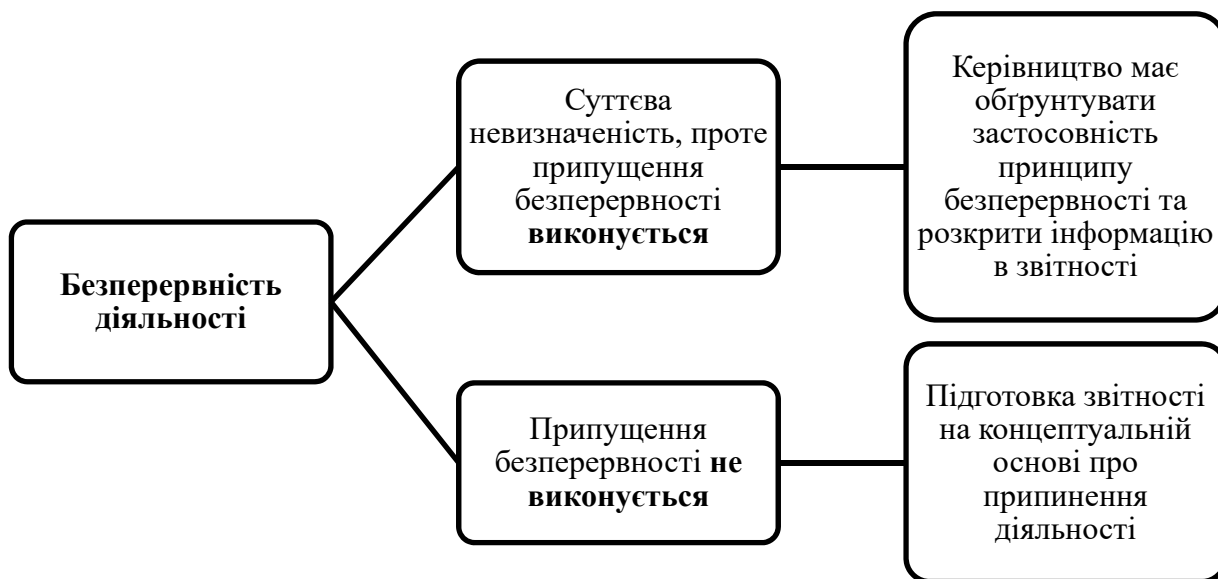 Безперервність
діяльності
Суттєва
невизначеність, проте
припущення
безперервності
виконується
Керівництво має
обґрунтувати
застосовність
принципу
безперервності та
розкрити інформацію
в звітності
Припущення
безперервності не
виконується
Підготовка звітності
на концептуальній
основі про
припинення
діяльності